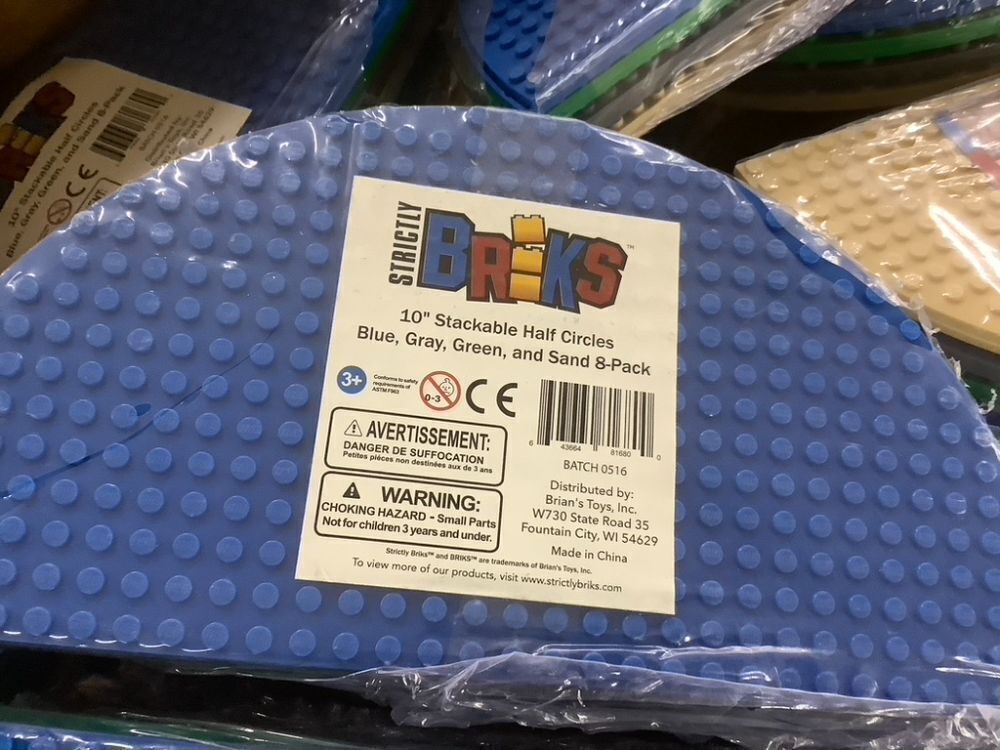 STRICTLY
BRIKS™
10" Stackable Half Circles
Blue, Gray, Green, and Sand 8-Pack
3+
Conforms to safety
requirements of
ASTM F963
0-3
CE
6 43664 81680 0
BATCH 0516
AVERTISSEMENT:
DANGER DE SUFFOCATION
Petites pièces non destinées aux de 3 ans
WARNING:
CHOKING HAZARD - Small Parts
Not for children 3 years and under.
Distributed by:
Brian's Toys, Inc.
W730 State Road 35
Fountain City, WI 54629
Made in China
Strictly Briks™ and BRIKS™ are trademarks of Brian's Toys, Inc.
To view more of our products, visit www.strictlybriks.com
10" Stackable Half Circles
Blue, Gray, Green, and Sand 8-Pack
CE